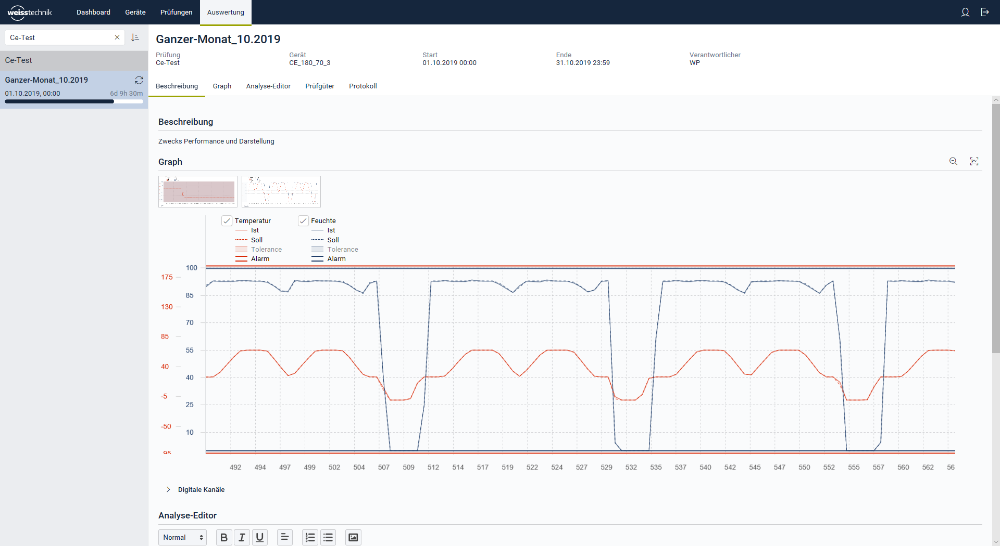 weisstechnik Dashboard Geräte Prüfungen Auswertung
Ce-Test
Ce-Test
Ganzer-Monat_10.2019
01.10.2019, 00:00 6d 9h 30m
Ganzer-Monat_10.2019
Prüfung Gerät Start Ende Verantwortlicher
Ce-Test CE_180_70_3 01.10.2019 00:00 31.10.2019 23:59 WP
Beschreibung Graph Analyse-Editor Prüfgüter Protokoll
Beschreibung
Zwecks Performance und Darstellung
Graph
Temperatur Feuchte
Ist Ist
Soll Soll
Tolerance Tolerance
Alarm Alarm
100
175
85
130
70
85
55
40
40
-5
25
-50
10
95
492 494 497 499 502 504 507 509 512 514 517 519 522 524 527 529 532 535 537 540 542 545 547 550 552 555 557 560 562 56
Digitale Kanäle
Analyse-Editor
Normal B I U